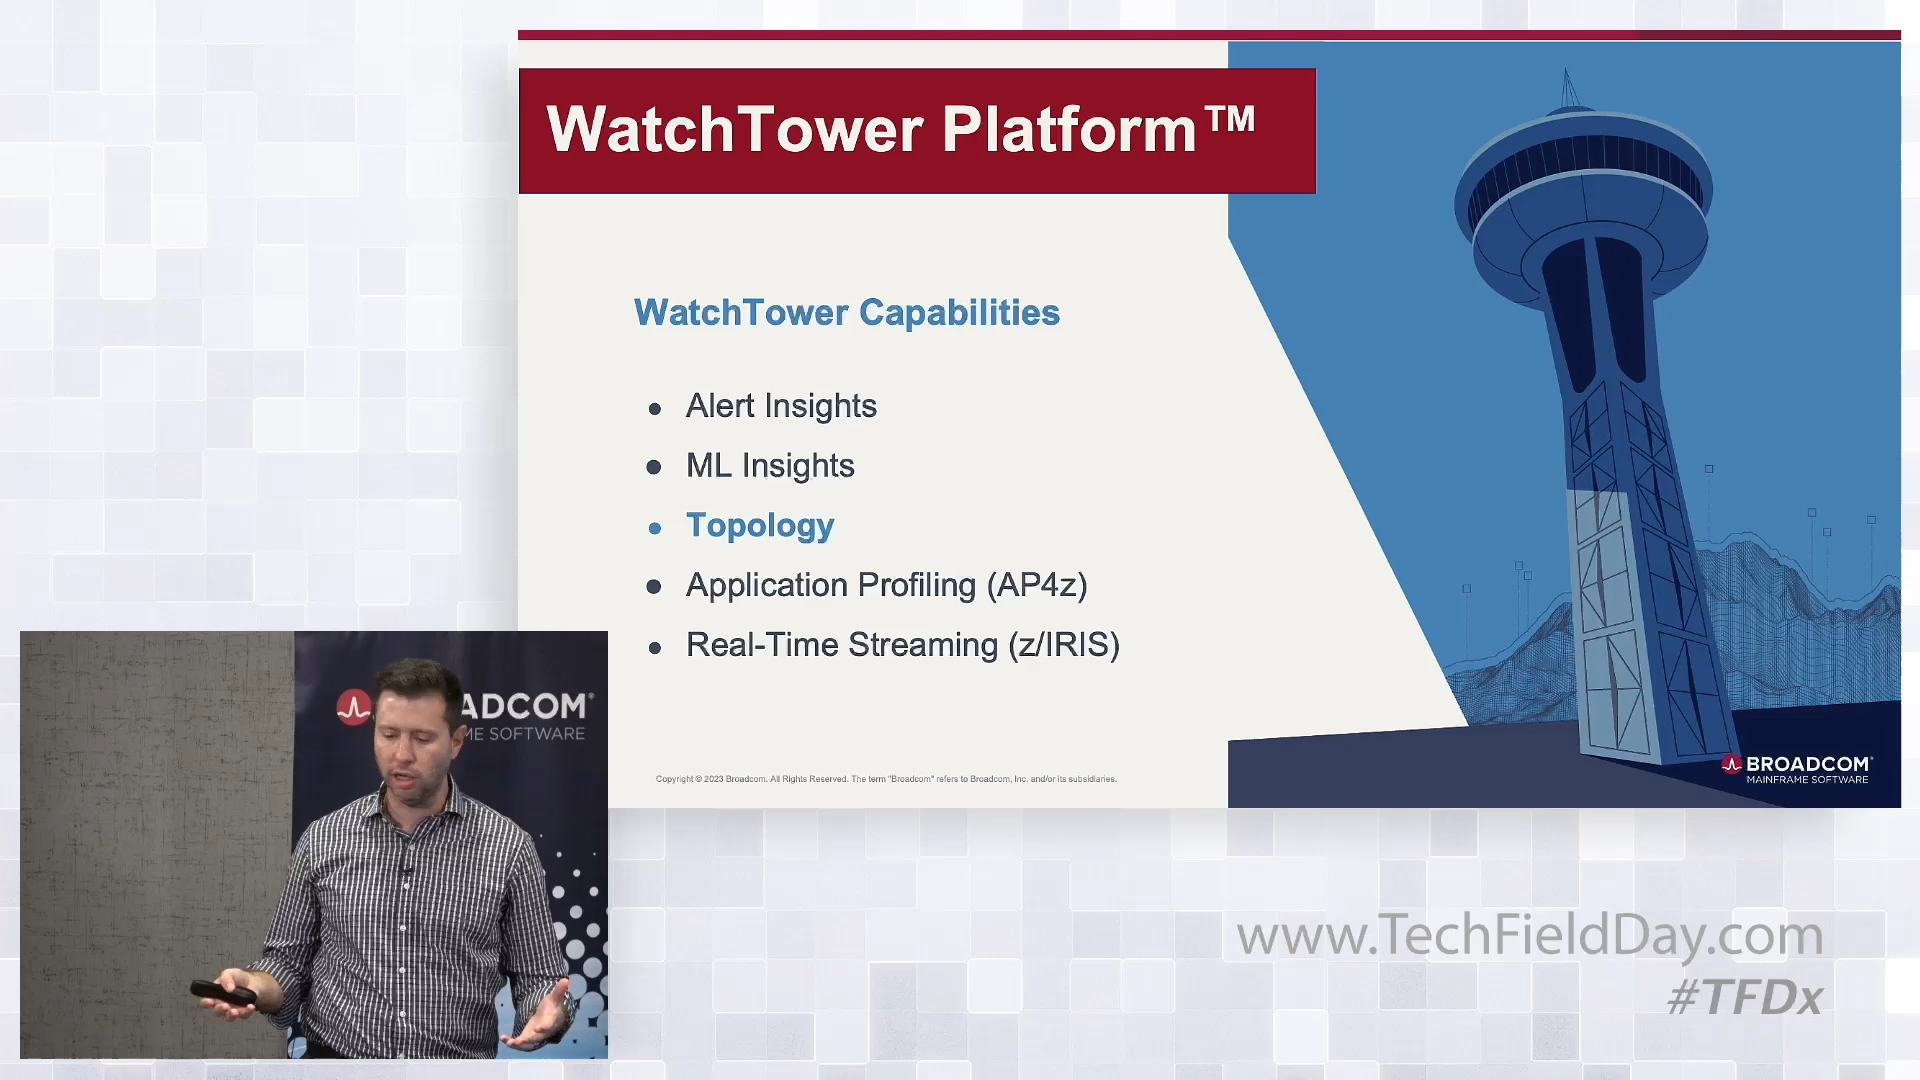 WatchTower Platform™
WatchTower Capabilities
● Alert Insights
● ML Insights
● Topology
● Application Profiling (AP4z)
● Real-Time Streaming (z/IRIS)
Copyright © 2023 Broadcom. All Rights Reserved. The term "Broadcom" refers to Broadcom, Inc. and/or its subsidiaries.
BROADCOM®
MAINFRAME SOFTWARE
ADCOM®
ME SOFTWARE
www.TechFieldDay.com
#TFDx